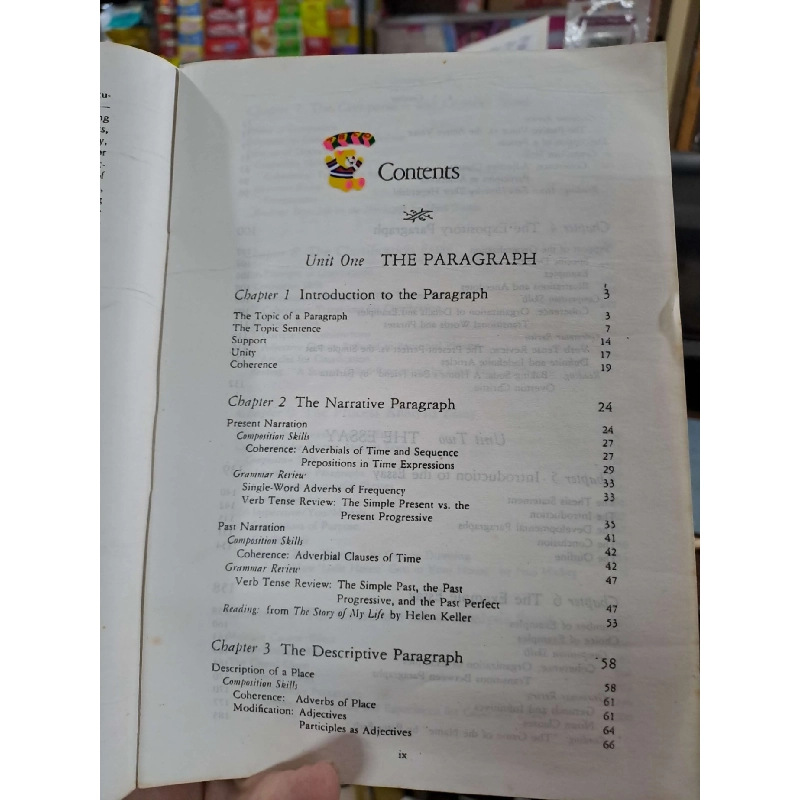 Contents
Unit One THE PARAGRAPH
Chapter 1 Introduction to the Paragraph 3
The Topic of a Paragraph 3
The Topic Sentence 7
Support 14
Unity 17
Coherence 19
Chapter 2 The Narrative Paragraph 24
Present Narration 24
Composition Skills 27
Coherence: Adverbials of Time and Sequence 27
Prepositions in Time Expressions 29
Grammar Review 33
Single-Word Adverbs of Frequency 33
Verb Tense Review: The Simple Present vs. the
Present Progressive 35
Past Narration 41
Composition Skills 42
Coherence: Adverbial Clauses of Time 42
Grammar Review 47
Verb Tense Review: The Simple Past, the Past
Progressive, and the Past Perfect 47
Reading: from The Story of My Life by Helen Keller 53
Chapter 3 The Descriptive Paragraph 58
Description of a Place 58
Composition Skills 61
Coherence: Adverbs of Place 61
Modification: Adjectives 64
Participles as Adjectives 66
ix